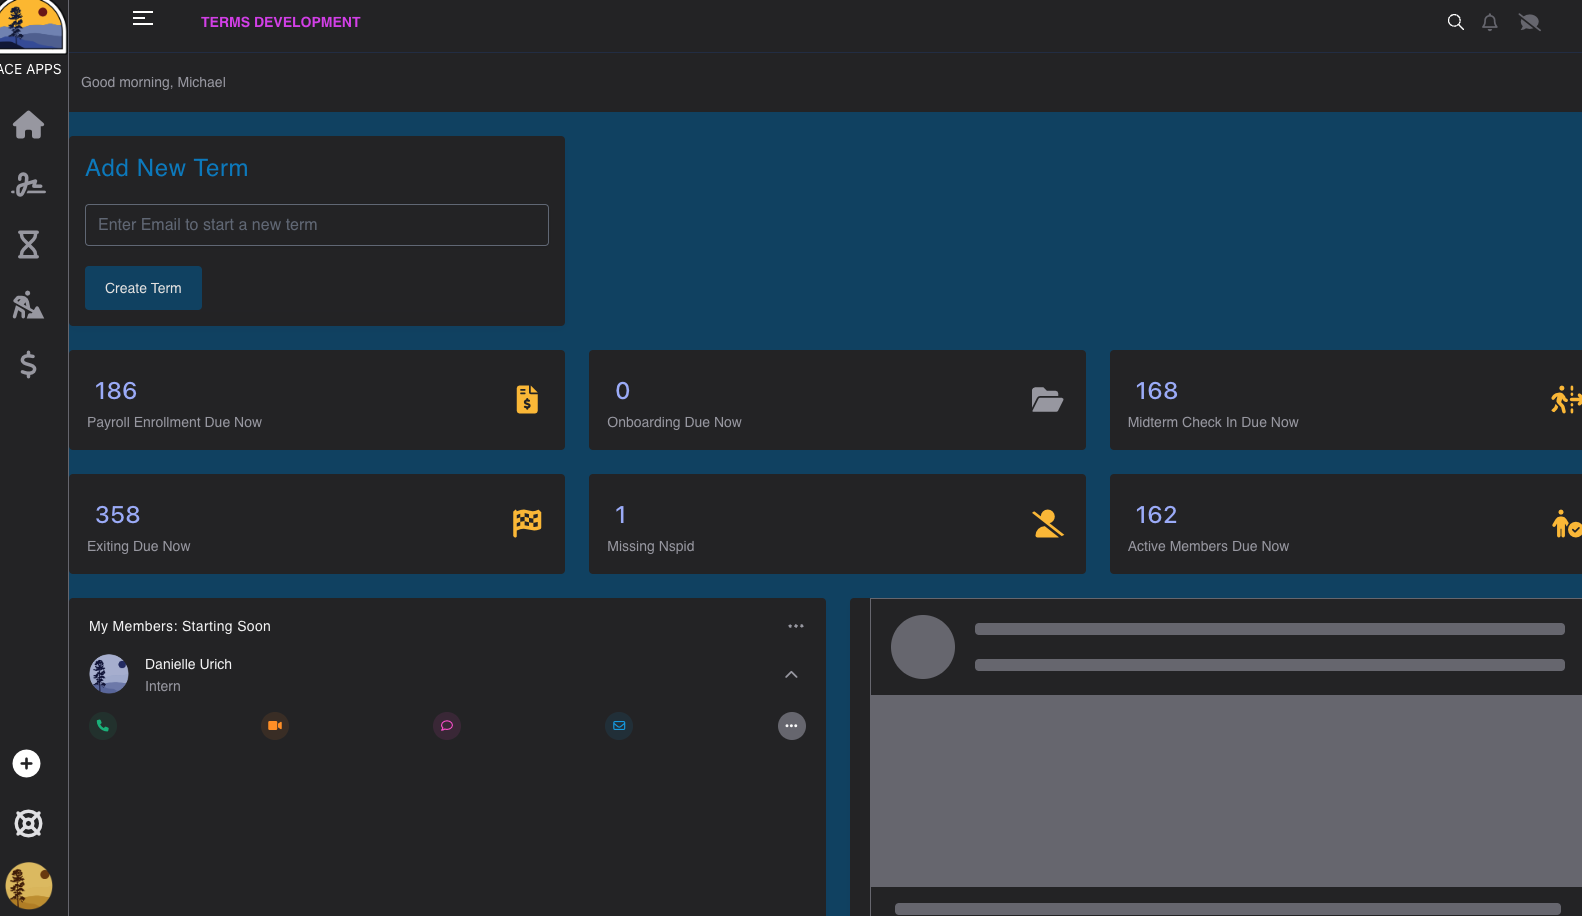 TERMS DEVELOPMENT
ACE APPS
Good morning, Michael
Add New Term
Enter Email to start a new term
Create Term
186
Payroll Enrollment Due Now
0
Onboarding Due Now
168
Midterm Check In Due Now
358
Exiting Due Now
1
Missing Nspid
162
Active Members Due Now
My Members: Starting Soon
Danielle Urich
Intern